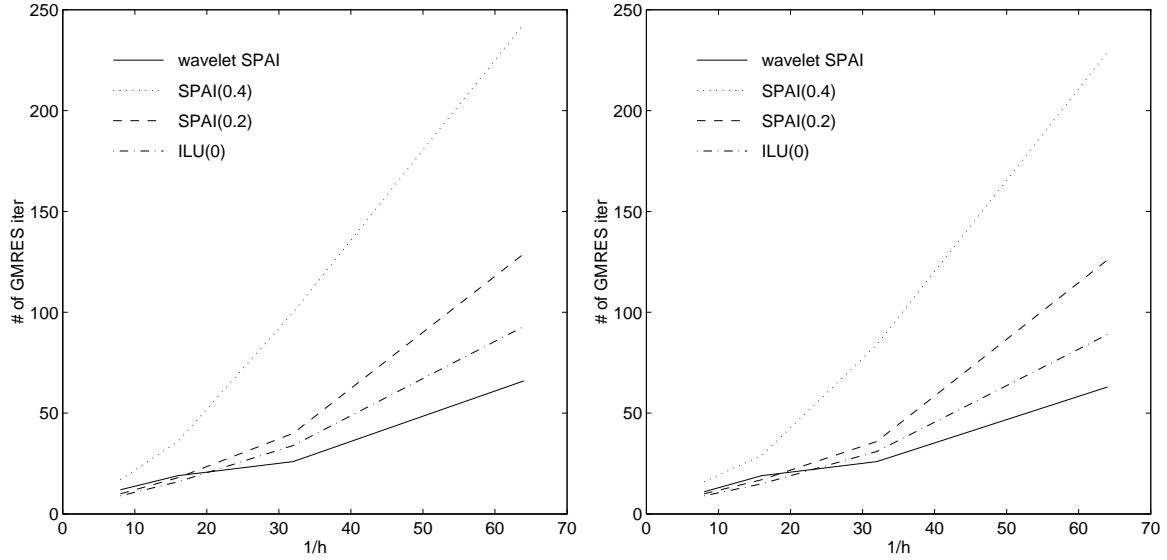 250
200
150
100
50
0
# of GMRES iter
wavelet SPAI
SPAI(0.4)
SPAI(0.2)
ILU(0)
0 10 20 30 40 50 60 70
1/h
250
200
150
100
50
0
# of GMRES iter
wavelet SPAI
SPAI(0.4)
SPAI(0.2)
ILU(0)
0 10 20 30 40 50 60 70
1/h